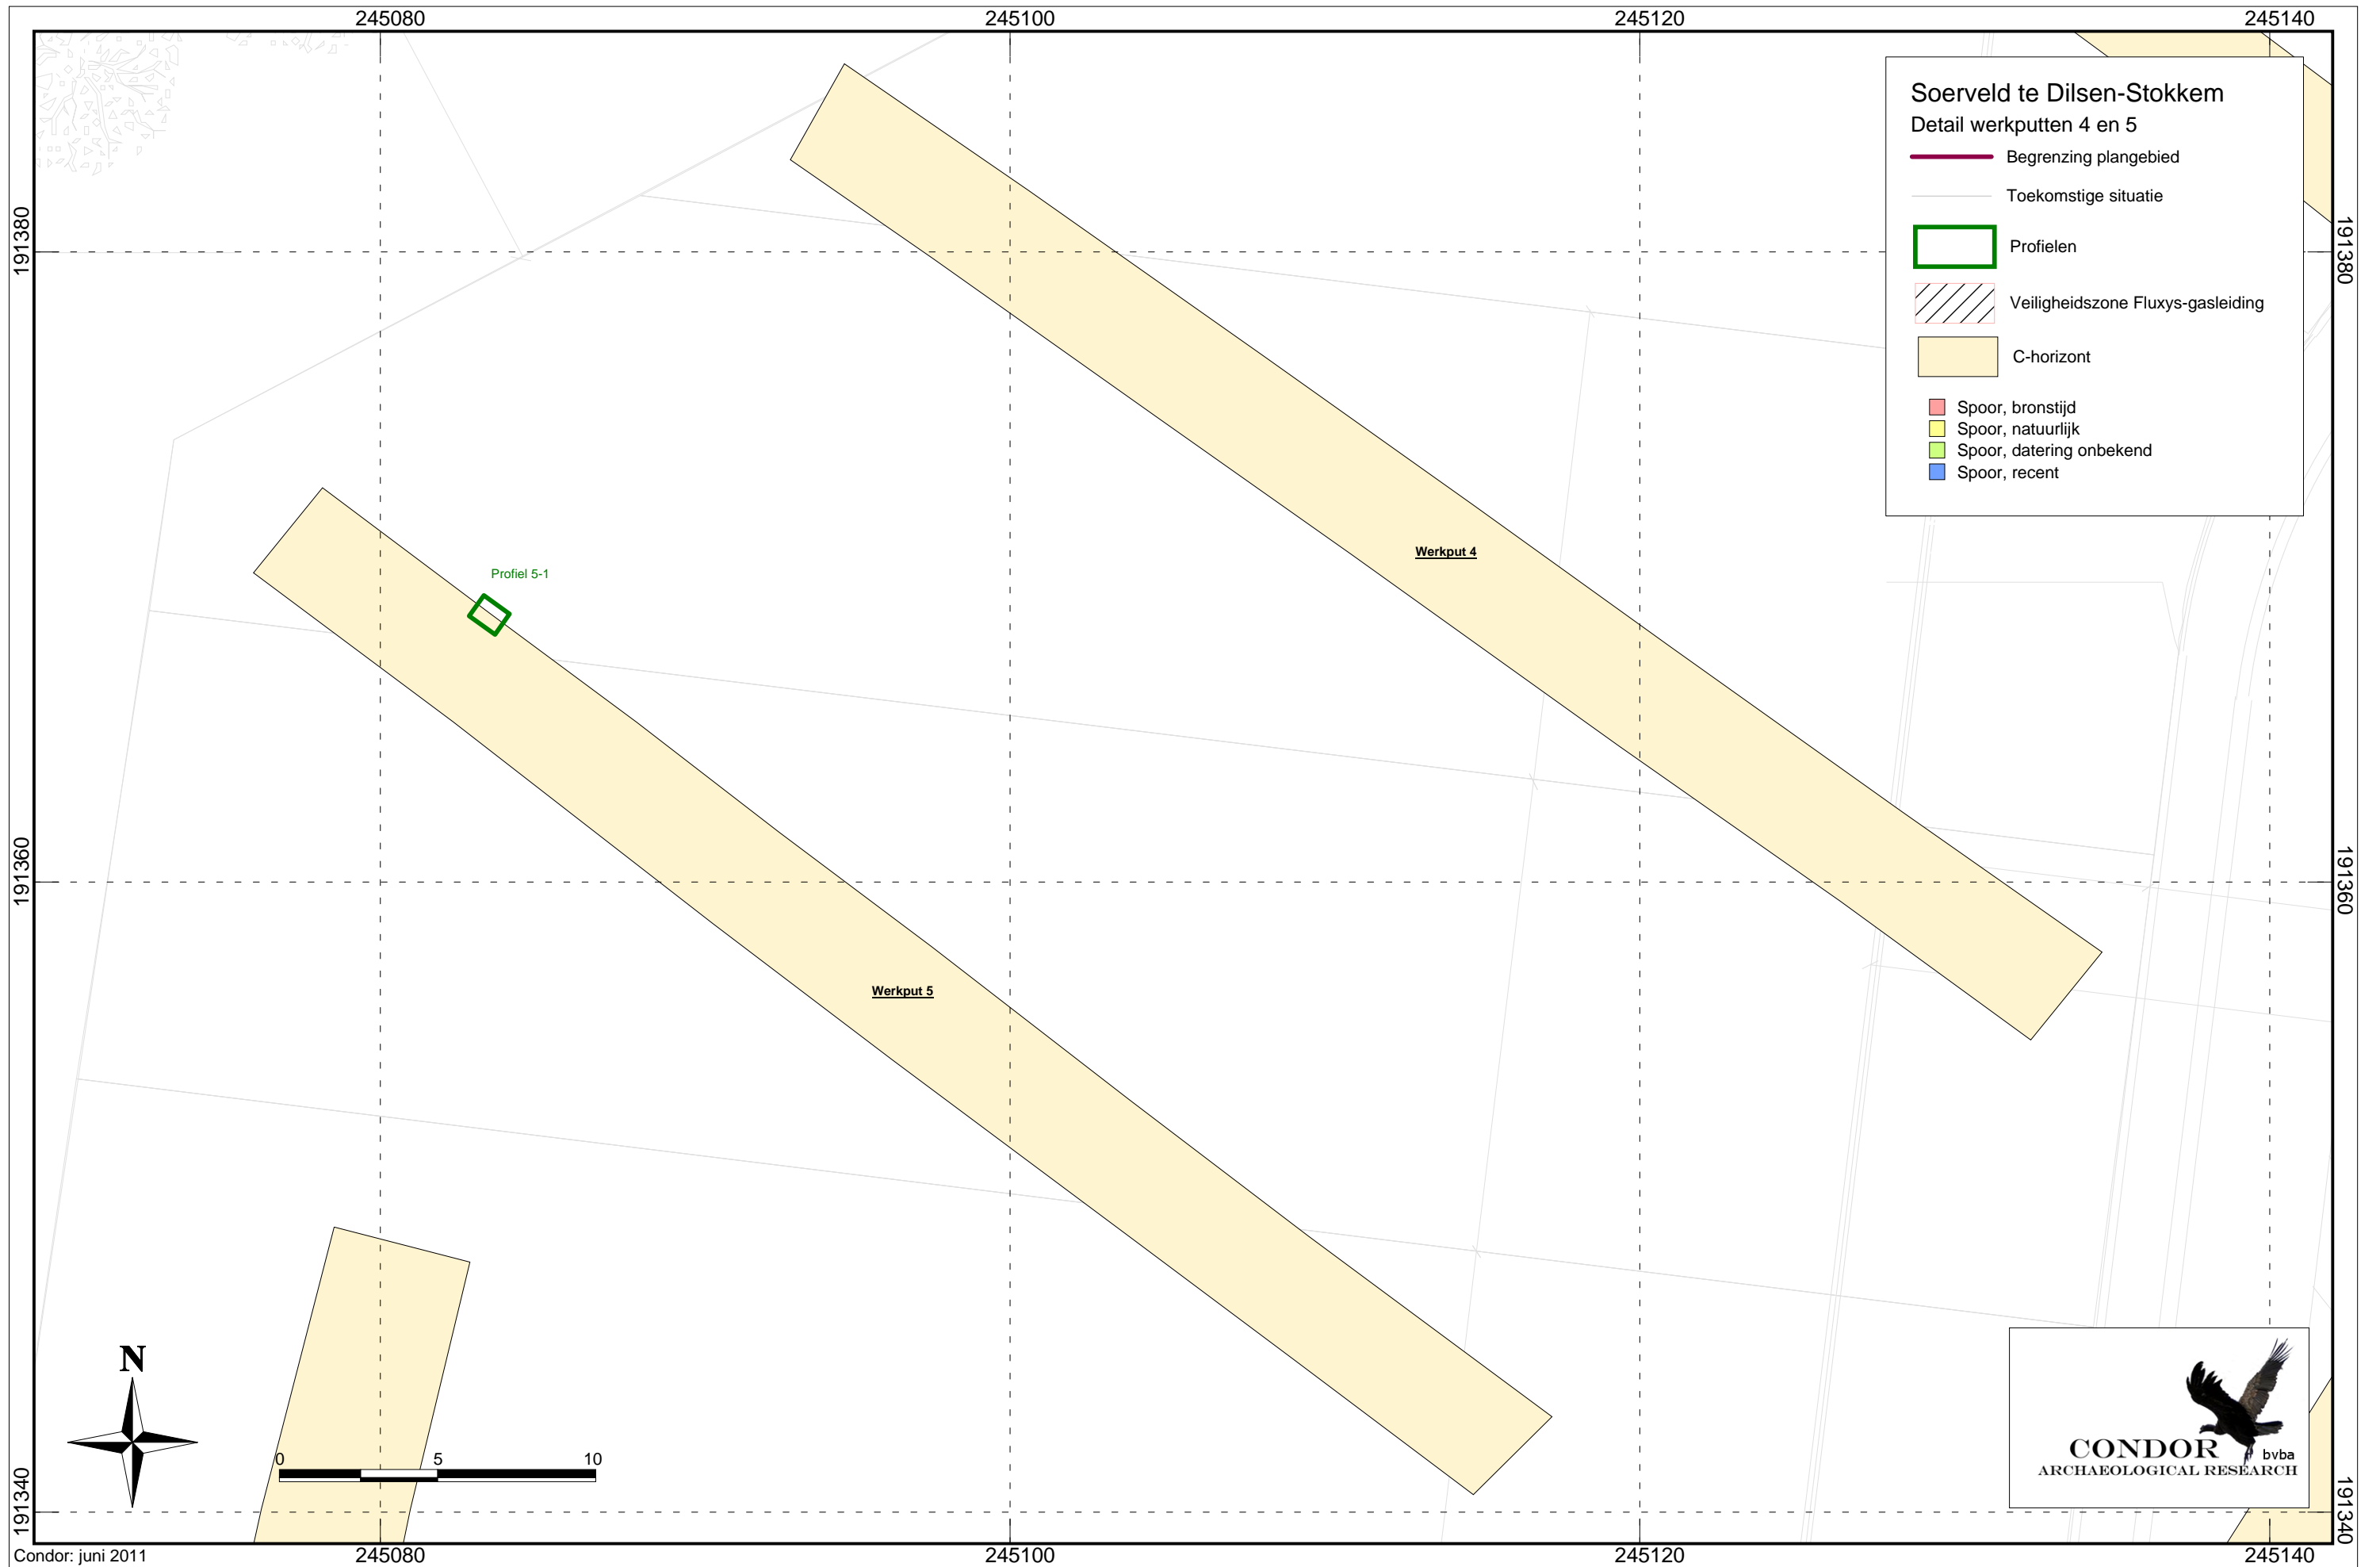 245080
245100
245120
245140
Soerveld te Dilsen-Stokkem
Detail werkputten 4 en 5
Begrenzing plangebied
Toekomstige situatie
Profielen
Veiligheidszone Fluxys-gasleiding
C-horizont
Spoor, bronstijd
Spoor, natuurlijk
Spoor, datering onbekend
Spoor, recent
191380
191380
Werkput 4
Profiel 5-1
191360
191360
Werkput 5
N
0 5 10
CONDOR bvba
ARCHAEOLOGICAL RESEARCH
191340
191340
Condor: juni 2011
245080
245100
245120
245140